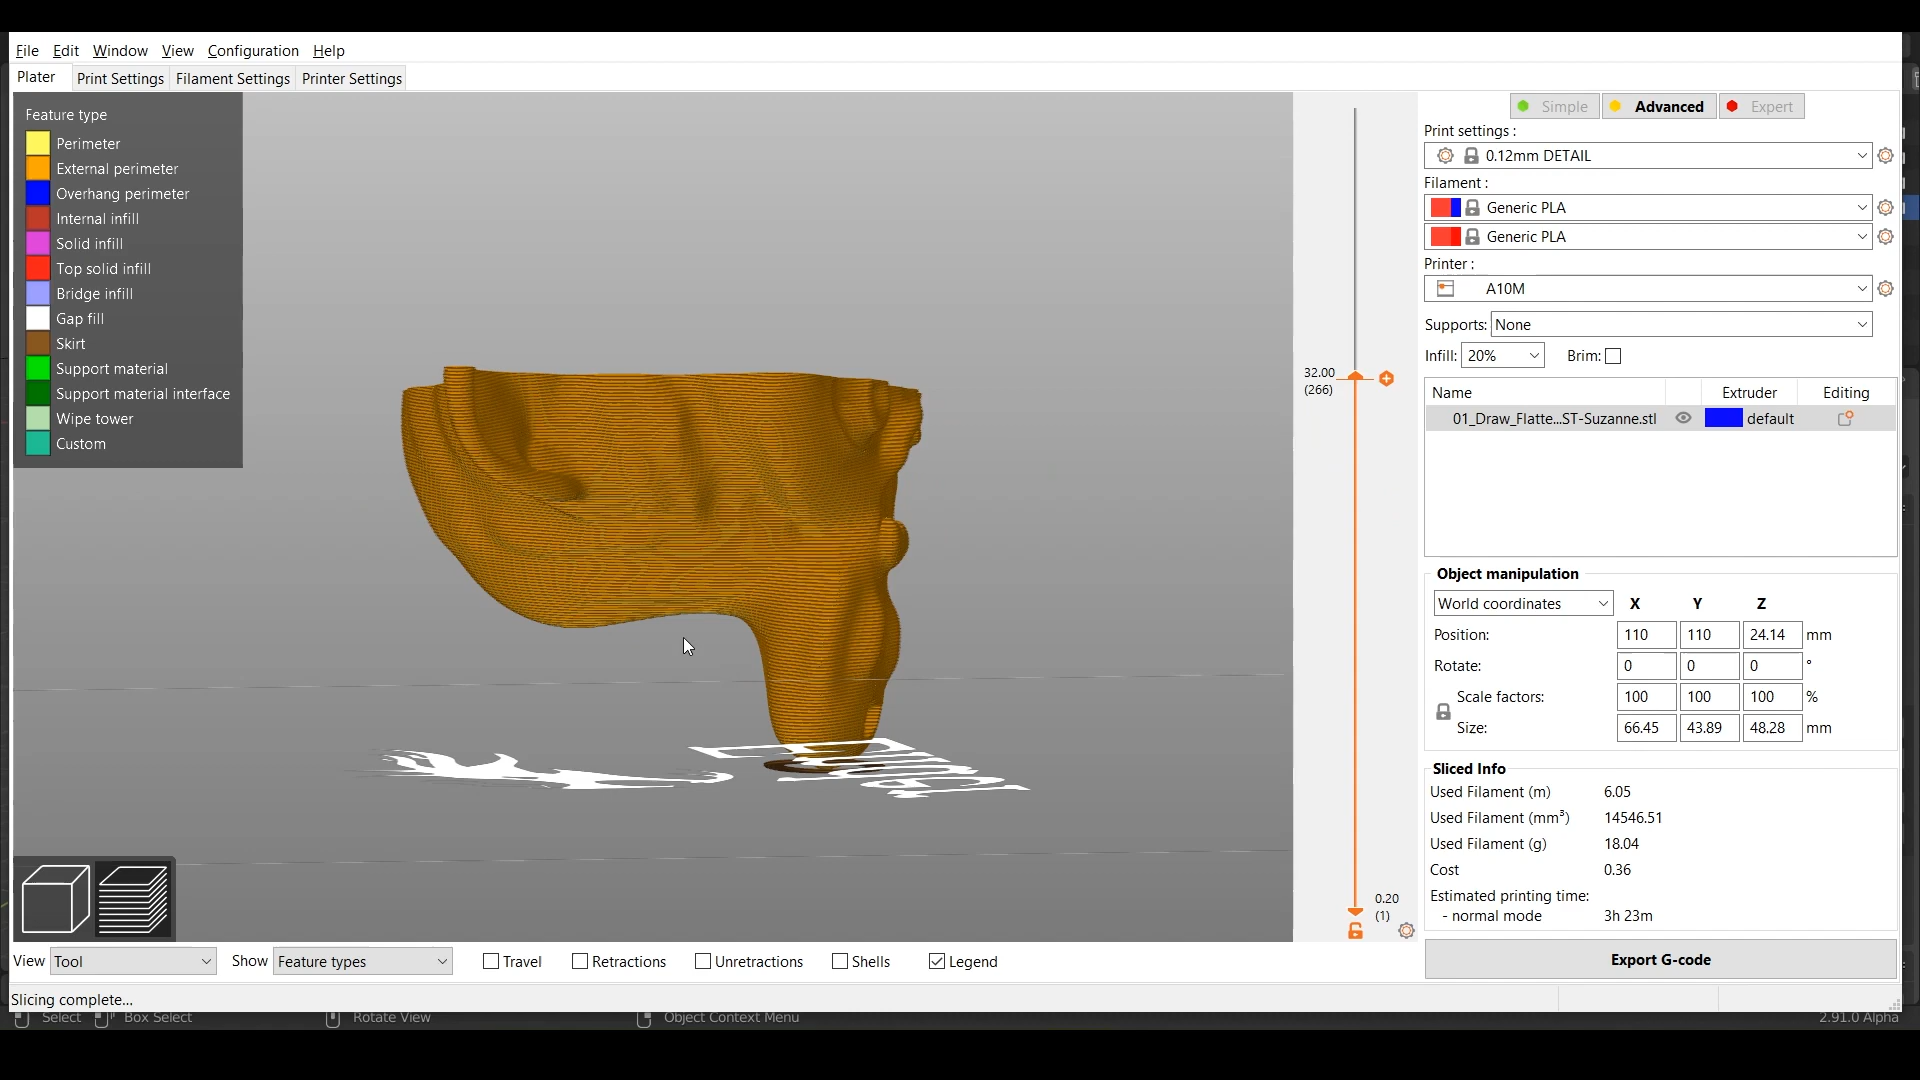 File Edit Window View Configuration Help
Plater Print Settings Filament Settings Printer Settings
Feature type
Perimeter
External perimeter
Overhang perimeter
Internal infill
Solid infill
Top solid infill
Bridge infill
Gap fill
Skirt
Support material
Support material interface
Wipe tower
Custom
32.00
(266)
0.20
(1)
Simple Advanced Expert
Print settings :
0.12mm DETAIL
Filament :
Generic PLA
Generic PLA
Printer :
A10M
Supports: None
Infill: 20% Brim:
Name Extruder Editing
01_Draw_Flatte...ST-Suzanne.stl default
Object manipulation
World coordinates X Y Z
Position: 110 110 24.14 mm
Rotate: 0 0 0 °
Scale factors: 100 100 100 %
Size: 66.45 43.89 48.28 mm
Sliced Info
Used Filament (m) 6.05
Used Filament (mm³) 14546.51
Used Filament (g) 18.04
Cost 0.36
Estimated printing time:
- normal mode 3h 23m
Export G-code
View Tool Show Feature types Travel Retractions Unretractions Shells Legend
Slicing complete...
Select Box Select Rotate View Object Context Menu 2.91.0 Alpha